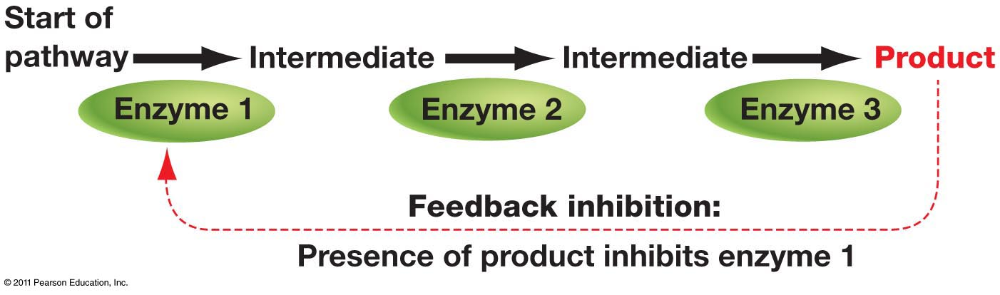 Start of
pathway Intermediate Intermediate Product
Enzyme 1 Enzyme 2 Enzyme 3
Feedback inhibition:
Presence of product inhibits enzyme 1
© 2011 Pearson Education, Inc.